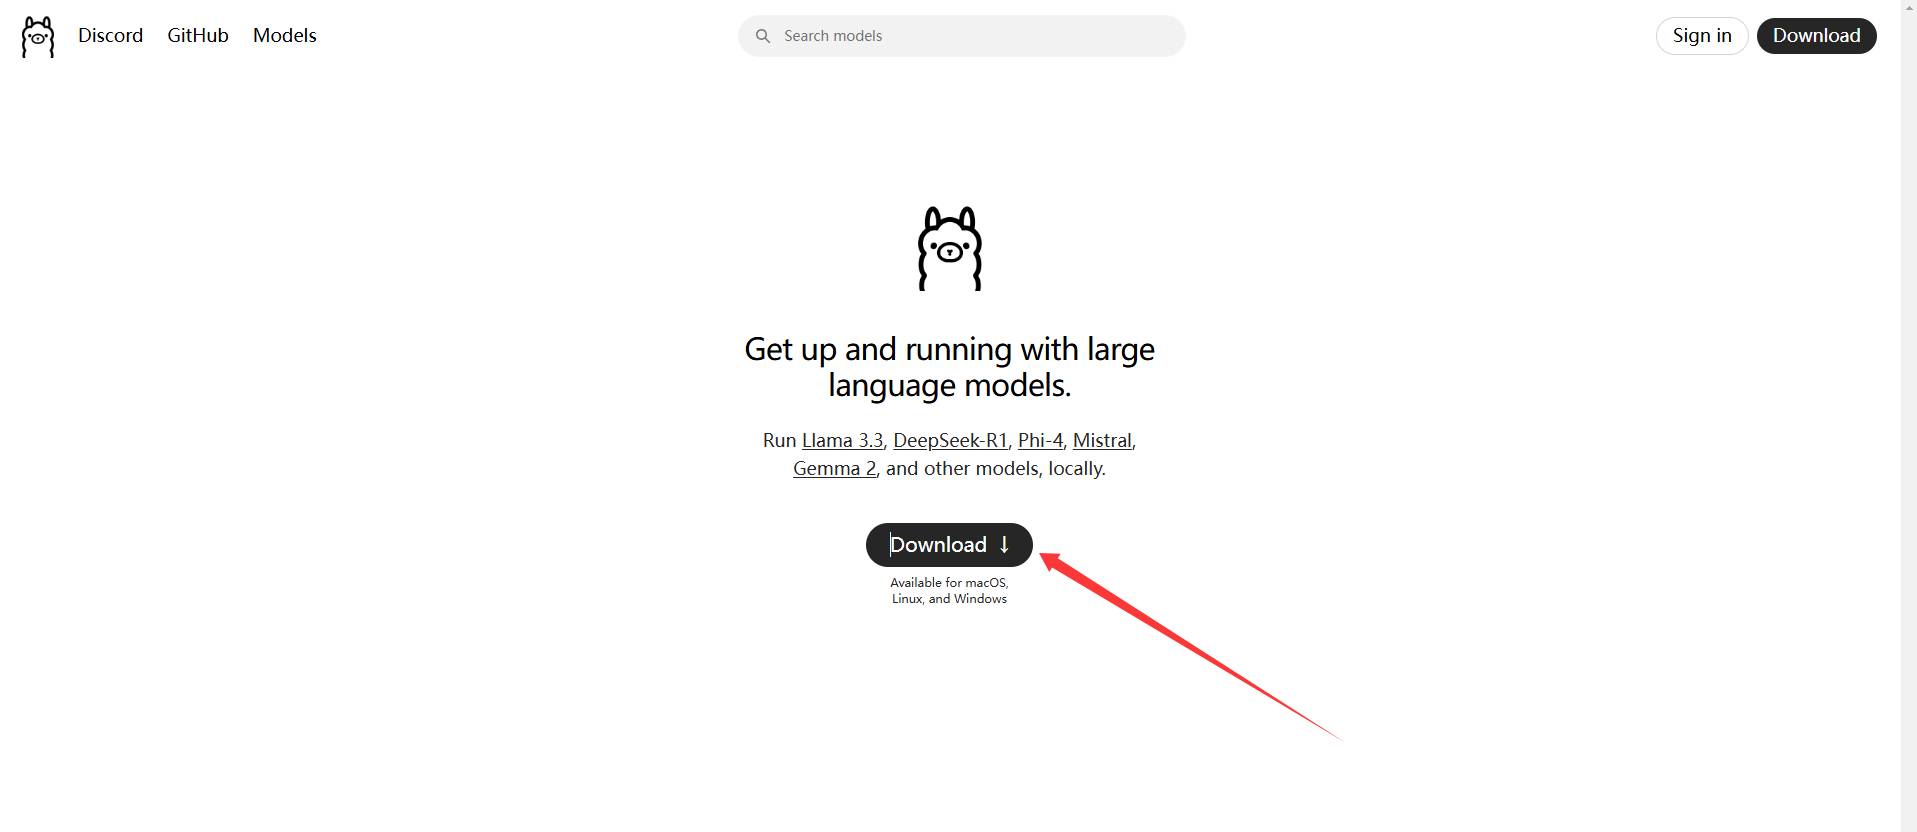 Discord GitHub Models Search models Sign in Download
Get up and running with large
language models.
Run Llama 3.3, DeepSeek-R1, Phi-4, Mistral,
Gemma 2, and other models, locally.
Download ↓
Available for macOS,
Linux, and Windows